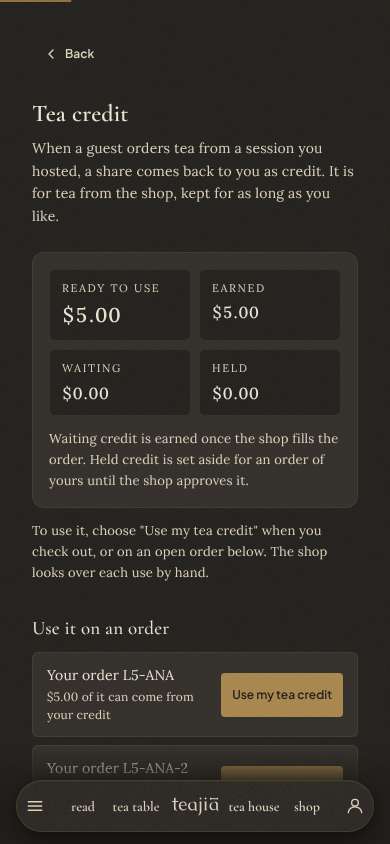 Back
Tea credit
When a guest orders tea from a session you
hosted, a share comes back to you as credit. It is
for tea from the shop, kept for as long as you
like.
READY TO USE
$5.00
EARNED
$5.00
WAITING
$0.00
HELD
$0.00
Waiting credit is earned once the shop fills the
order. Held credit is set aside for an order of
yours until the shop approves it.
To use it, choose "Use my tea credit" when you
check out, or on an open order below. The shop
looks over each use by hand.
Use it on an order
Your order L5-ANA
$5.00 of it can come from
your credit
Use my tea credit
Your order L5-ANA-2
read
tea table
teajiā
tea house
shop